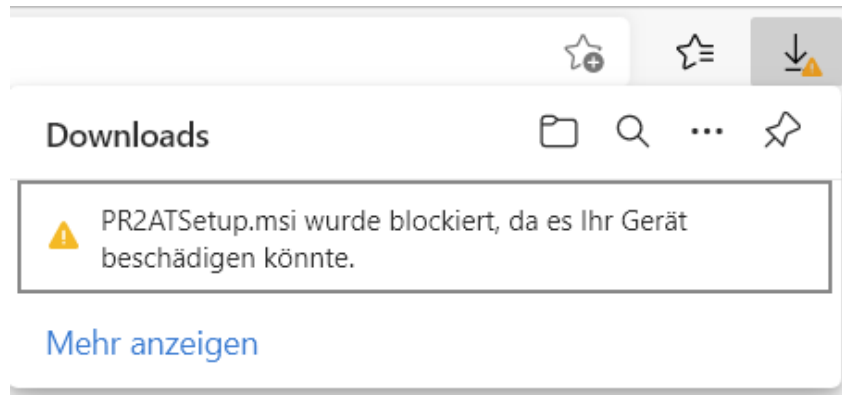 Downloads
PR2ATSetup.msi wurde blockiert, da es Ihr Gerät
beschädigen könnte.
Mehr anzeigen